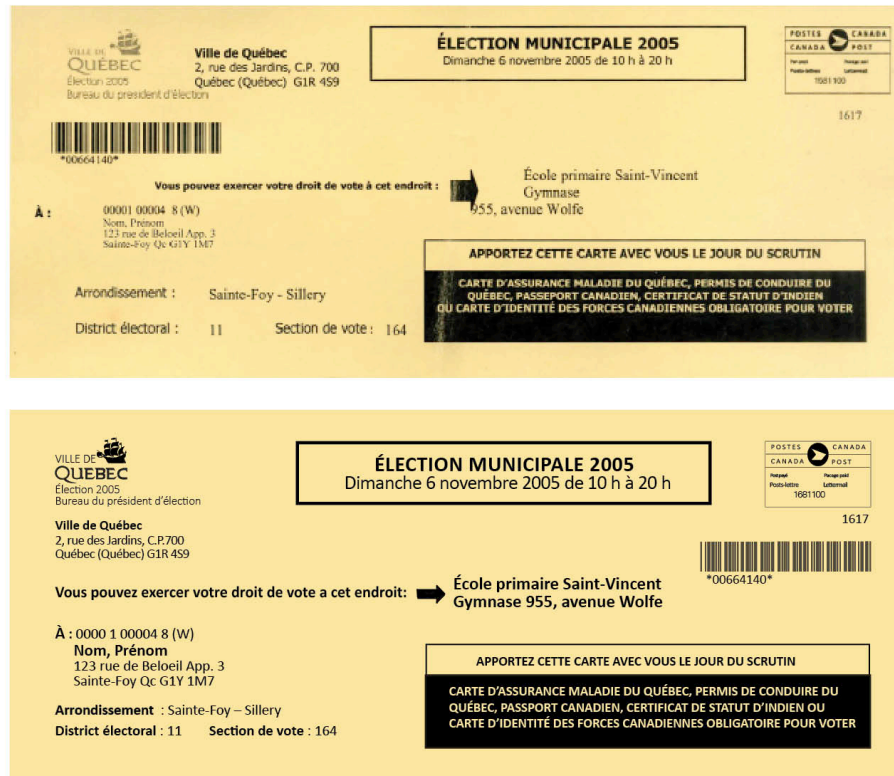 VILLE DE
QUÉBEC
Élection 2005
Bureau du président d'élection
Ville de Québec
2, rue des Jardins, C.P. 700
Québec (Québec) G1R 4S9
ÉLECTION MUNICIPALE 2005
Dimanche 6 novembre 2005 de 10 h à 20 h
POSTES CANADA
CANADA POST
Port payé Postage paid
Poste-lettres Lettermail
1681100
1617
*00664140*
Vous pouvez exercer votre droit de vote à cet endroit :
École primaire Saint-Vincent
Gymnase
955, avenue Wolfe
À : 00001 00004 8 (W)
Nom, Prénom
123 rue de Beloeil App. 3
Sainte-Foy Qc G1Y 1M7
APPORTEZ CETTE CARTE AVEC VOUS LE JOUR DU SCRUTIN
CARTE D'ASSURANCE MALADIE DU QUÉBEC, PERMIS DE CONDUIRE DU
QUÉBEC, PASSEPORT CANADIEN, CERTIFICAT DE STATUT D'INDIEN
OU CARTE D'IDENTITÉ DES FORCES CANADIENNES OBLIGATOIRE POUR VOTER
Arrondissement : Sainte-Foy - Sillery
District électoral : 11 Section de vote : 164
VILLE DE
QUEBEC
Élection 2005
Bureau du président d'élection
Ville de Québec
2, rue des Jardins, C.P.700
Québec (Québec) G1R 4S9
ÉLECTION MUNICIPALE 2005
Dimanche 6 novembre 2005 de 10 h à 20 h
POSTES CANADA
CANADA POST
Postpayé Pacage paid
Posts-lettre Lettermail
1681100
1617
*00664140*
Vous pouvez exercer votre droit de vote a cet endroit:
École primaire Saint-Vincent
Gymnase 955, avenue Wolfe
À : 0000 1 00004 8 (W)
Nom, Prénom
123 rue de Beloeil App. 3
Sainte-Foy Qc G1Y 1M7
Arrondissement : Sainte-Foy – Sillery
District électoral : 11 Section de vote : 164
APPORTEZ CETTE CARTE AVEC VOUS LE JOUR DU SCRUTIN
CARTE D'ASSURANCE MALADIE DU QUÉBEC, PERMIS DE CONDUIRE DU
QUÉBEC, PASSPORT CANADIEN, CERTIFICAT DE STATUT D'INDIEN OU
CARTE D'IDENTITÉ DES FORCES CANADIENNES OBLIGATOIRE POUR VOTER